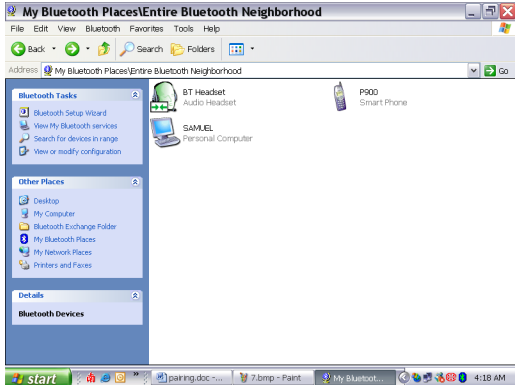 My Bluetooth Places\Entire Bluetooth Neighborhood
File Edit View Bluetooth Favorites Tools Help
Back Search Folders
Address My Bluetooth Places\Entire Bluetooth Neighborhood Go
Bluetooth Tasks
Bluetooth Setup Wizard
View My Bluetooth services
Search for devices in range
View or modify configuration
Other Places
Desktop
My Computer
Bluetooth Exchange Folder
My Bluetooth Places
My Network Places
Printers and Faxes
Details
Bluetooth Devices
BT Headset
Audio Headset
P900
Smart Phone
SAMUEL
Personal Computer
start pairing.doc -... 7.bmp - Paint My Bluetoot... 4:18 AM